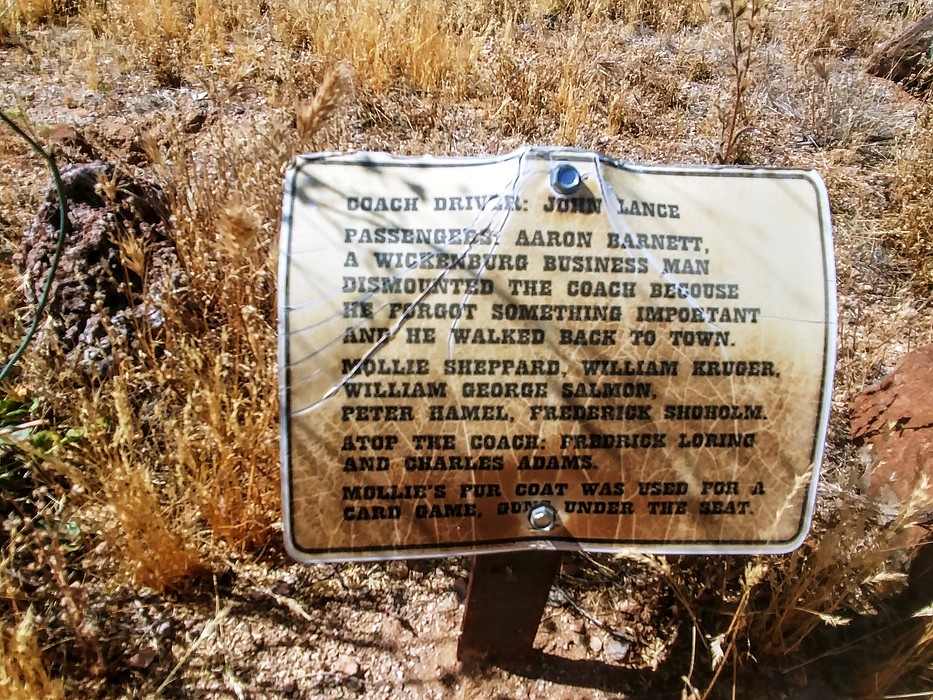 COACH DRIVER: JOHN LANCE
PASSENGERS: AARON BARNETT,
A WICKENBURG BUSINESS MAN
DISMOUNTED THE COACH BECOUSE
HE FORGOT SOMETHING IMPORTANT
AND HE WALKED BACK TO TOWN.
MOLLIE SHEPPARD, WILLIAM KRUGER,
WILLIAM GEORGE SALMON,
PETER HAMEL, FREDERICK SHOHOLM.
ATOP THE COACH: FREDRICK LORING
AND CHARLES ADAMS.
MOLLIE'S FUR COAT WAS USED FOR A
CARD GAME, GUNS UNDER THE SEAT.